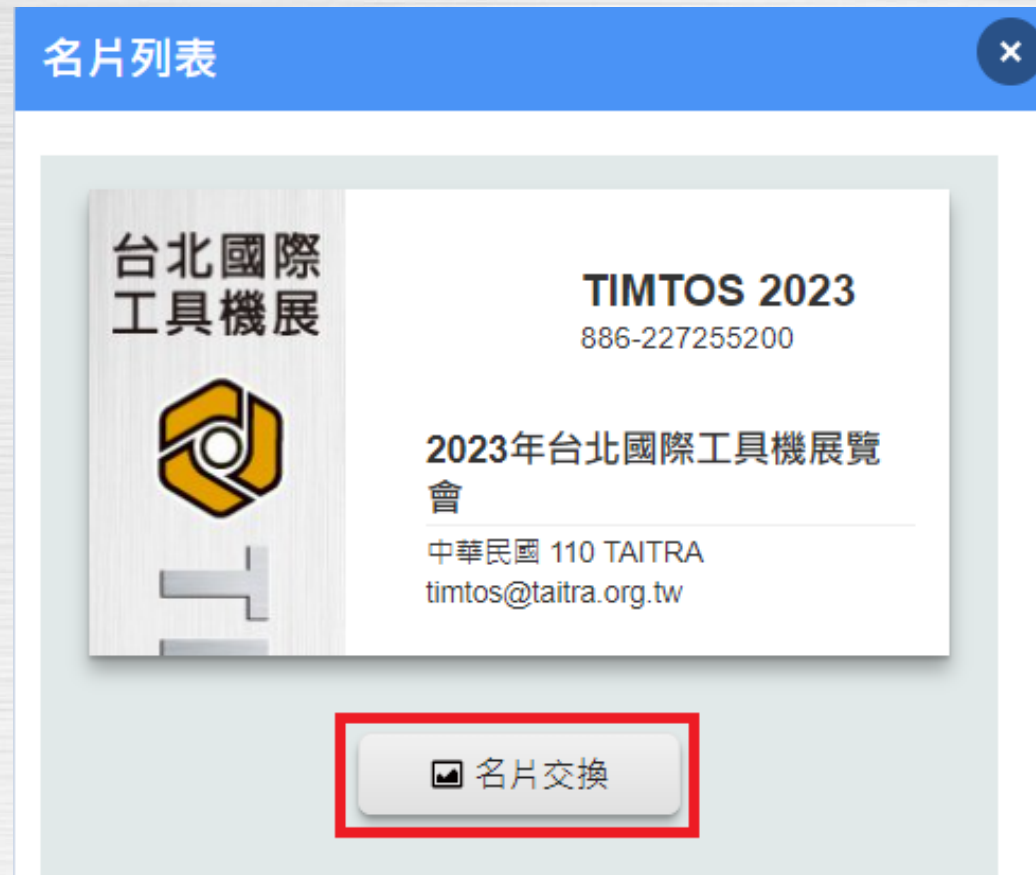 名片列表
台北國際
工具機展
TIMTOS 2023
886-227255200
2023年台北國際工具機展覽
會
中華民國 110 TAITRA
timtos@taitra.org.tw
名片交換